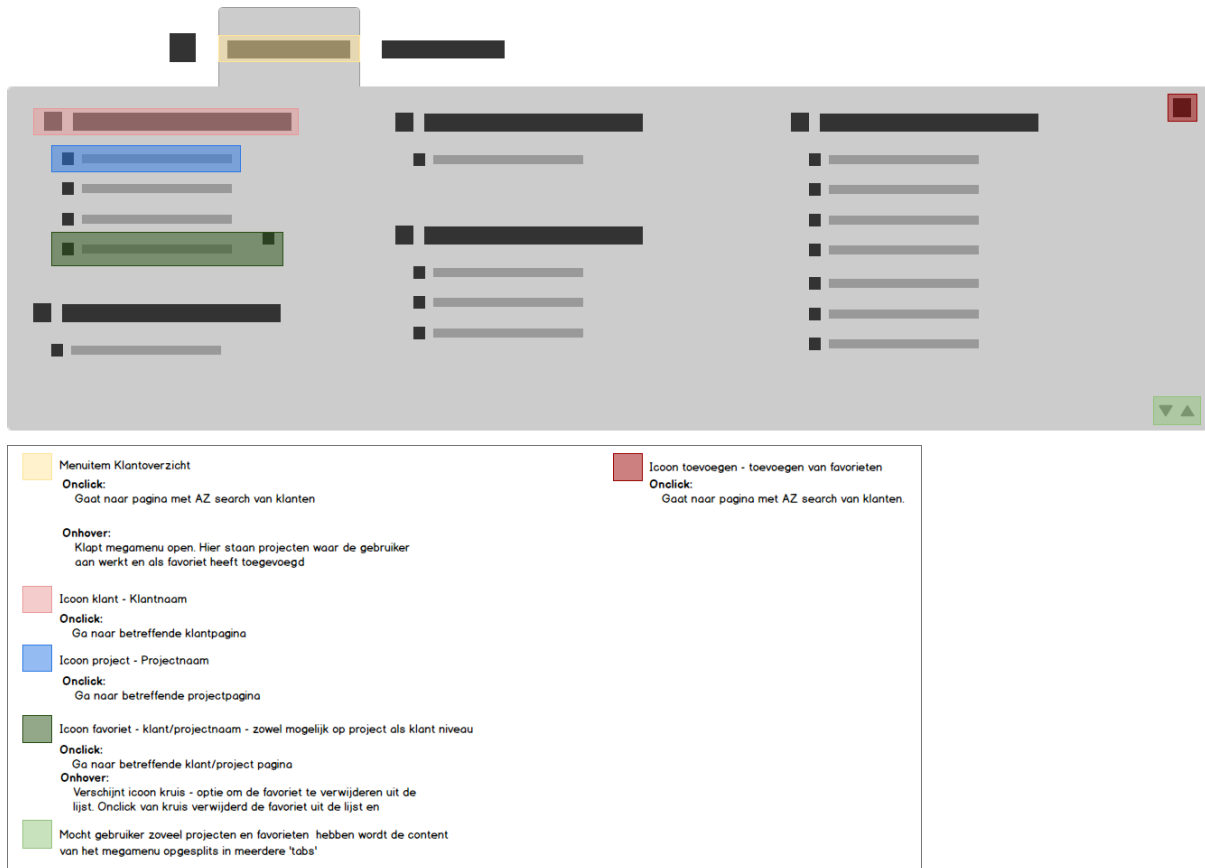 Menuitem Klantoverzicht
Onclick:
Gaat naar pagina met AZ search van klanten
Onhover:
Klapt megamenu open. Hier staan projecten waar de gebruiker
aan werkt en als favoriet heeft toegevoegd
Icoon klant - Klantnaam
Onclick:
Ga naar betreffende klantpagina
Icoon project - Projectnaam
Onclick:
Ga naar betreffende projectpagina
Icoon favoriet - klant/projectnaam - zowel mogelijk op project als klant niveau
Onclick:
Ga naar betreffende klant/project pagina
Onhover:
Verschijnt icoon kruis - optie om de favoriet te verwijderen uit de
lijst. Onclick van kruis verwijderd de favoriet uit de lijst en
Mocht gebruiker zoveel projecten en favorieten hebben wordt de content
van het megamenu opgesplits in meerdere 'tabs'
Icoon toevoegen - toevoegen van favorieten
Onclick:
Gaat naar pagina met AZ search van klanten.